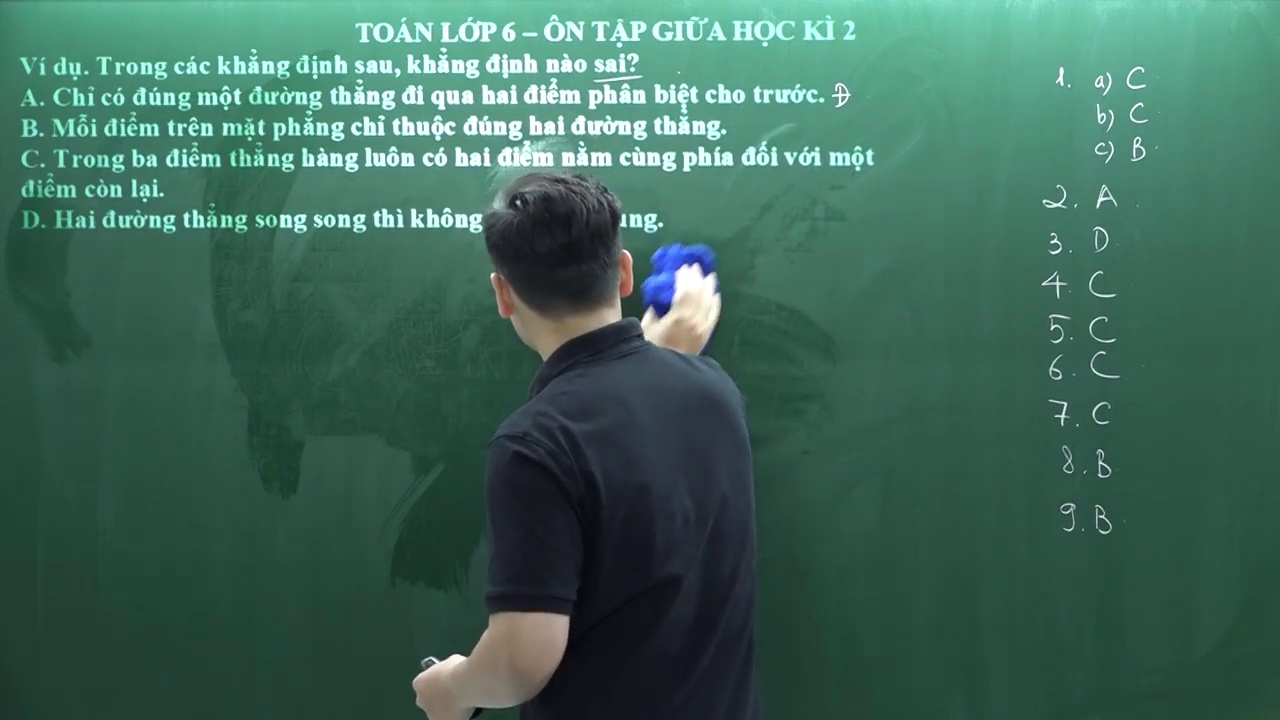 TOÁN LỚP 6 – ÔN TẬP GIỮA HỌC KÌ 2
Ví dụ. Trong các khẳng định sau, khẳng định nào sai?
A. Chỉ có đúng một đường thẳng đi qua hai điểm phân biệt cho trước. Đ
B. Mỗi điểm trên mặt phẳng chỉ thuộc đúng hai đường thẳng.
C. Trong ba điểm thẳng hàng luôn có hai điểm nằm cùng phía đối với một
điểm còn lại.
D. Hai đường thẳng song song thì không
1. a) C
b) C
c) B
2. A
3. D
4. C
5. C
6. C
7. C
8. B
9. B